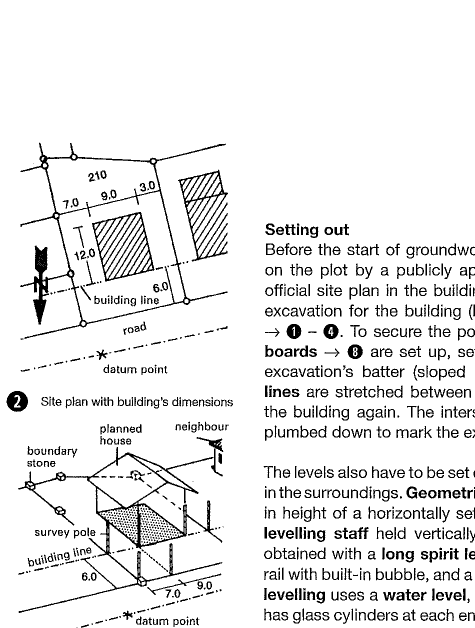 210
7.0 9.0 3.0
12.0
N
building line
6.0
road
datum point
2 Site plan with building's dimensions
planned
house
neighbour
boundary
stone
survey pole
building line
6.0
7.0
9.0
datum point
Setting out
Before the start of groundwo
on the plot by a publicly ap
official site plan in the buildin
excavation for the building (
→ 1 – 4. To secure the po
boards → 8 are set up, se
excavation's batter (sloped
lines are stretched between
the building again. The inters
plumbed down to mark the ex
The levels also have to be set
in the surroundings. Geometri
in height of a horizontally se
levelling staff held vertically
obtained with a long spirit le
rail with built-in bubble, and a
levelling uses a water level,
has glass cylinders at each en